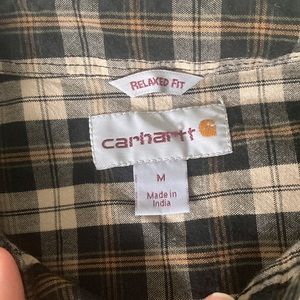 RELAXED FIT
carhartt
M
Made in
India